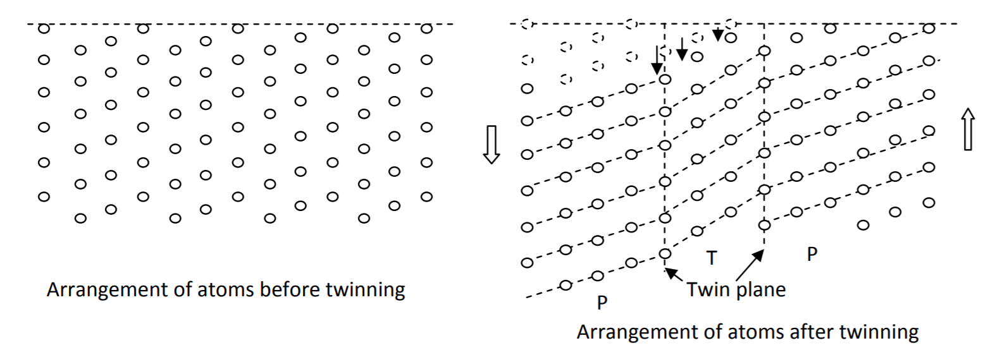 T
P
Arrangement of atoms before twinning
Twin plane
P
Arrangement of atoms after twinning